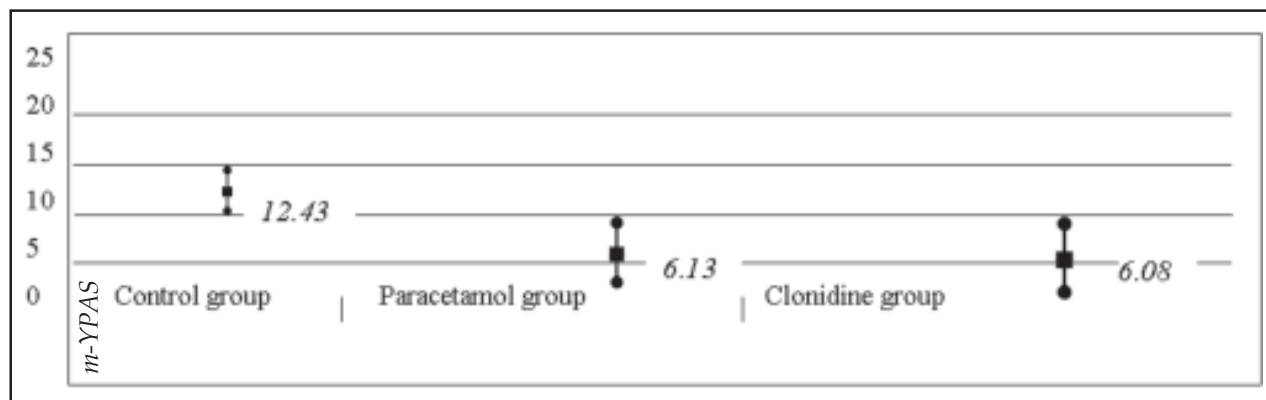 25
20
15
10
12.43
5
6.13
6.08
0
Control group
Paracetamol group
Clonidine group
m-YPAS